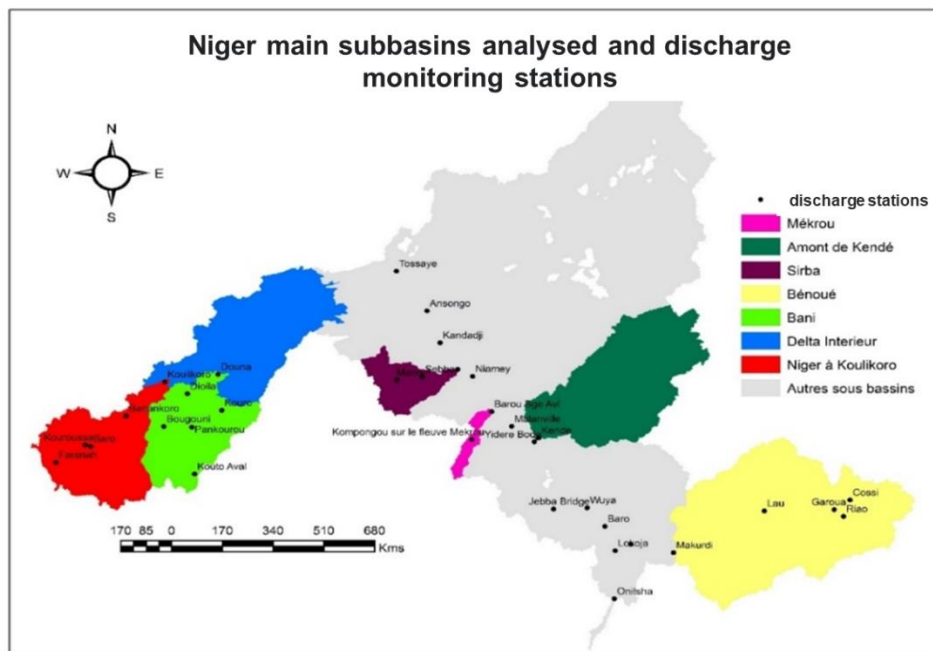 Niger main subbasins analysed and discharge
monitoring stations
N
W
E
S
discharge stations
Mékrou
Amont de Kendé
Sirba
Bénoué
Bani
Delta Interieur
Niger à Koulikoro
Autres sous bassins
Tossaye
Ansongo
Kandadji
Niamey
Douna
Koulikoro
Dioila
Kouro
Bougouni
Pankourou
Kouto Aval
Baro
Kompongou sur le fleuve Mekrou
Kende
Jebba Bridge
Wuya
Baro
Lokoja
Onitsha
Makurdi
Lau
Garoua
Cossi
Riao
170 85 0 170 340 510 680
Kms